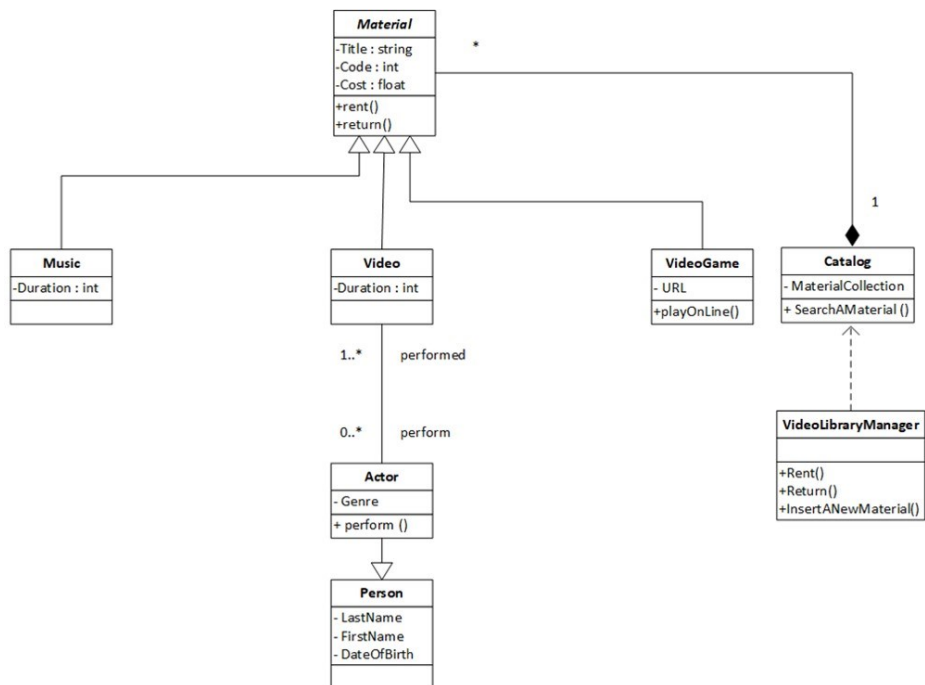 Material
-Title : string
-Code : int
-Cost : float
+rent()
+return()
*
1
Music
-Duration : int
Video
-Duration : int
VideoGame
- URL
+playOnLine()
Catalog
- MaterialCollection
+ SearchAMaterial ()
1..*
performed
0..*
perform
VideoLibraryManager
+Rent()
+Return()
+InsertANewMaterial()
Actor
- Genre
+ perform ()
Person
- LastName
- FirstName
- DateOfBirth